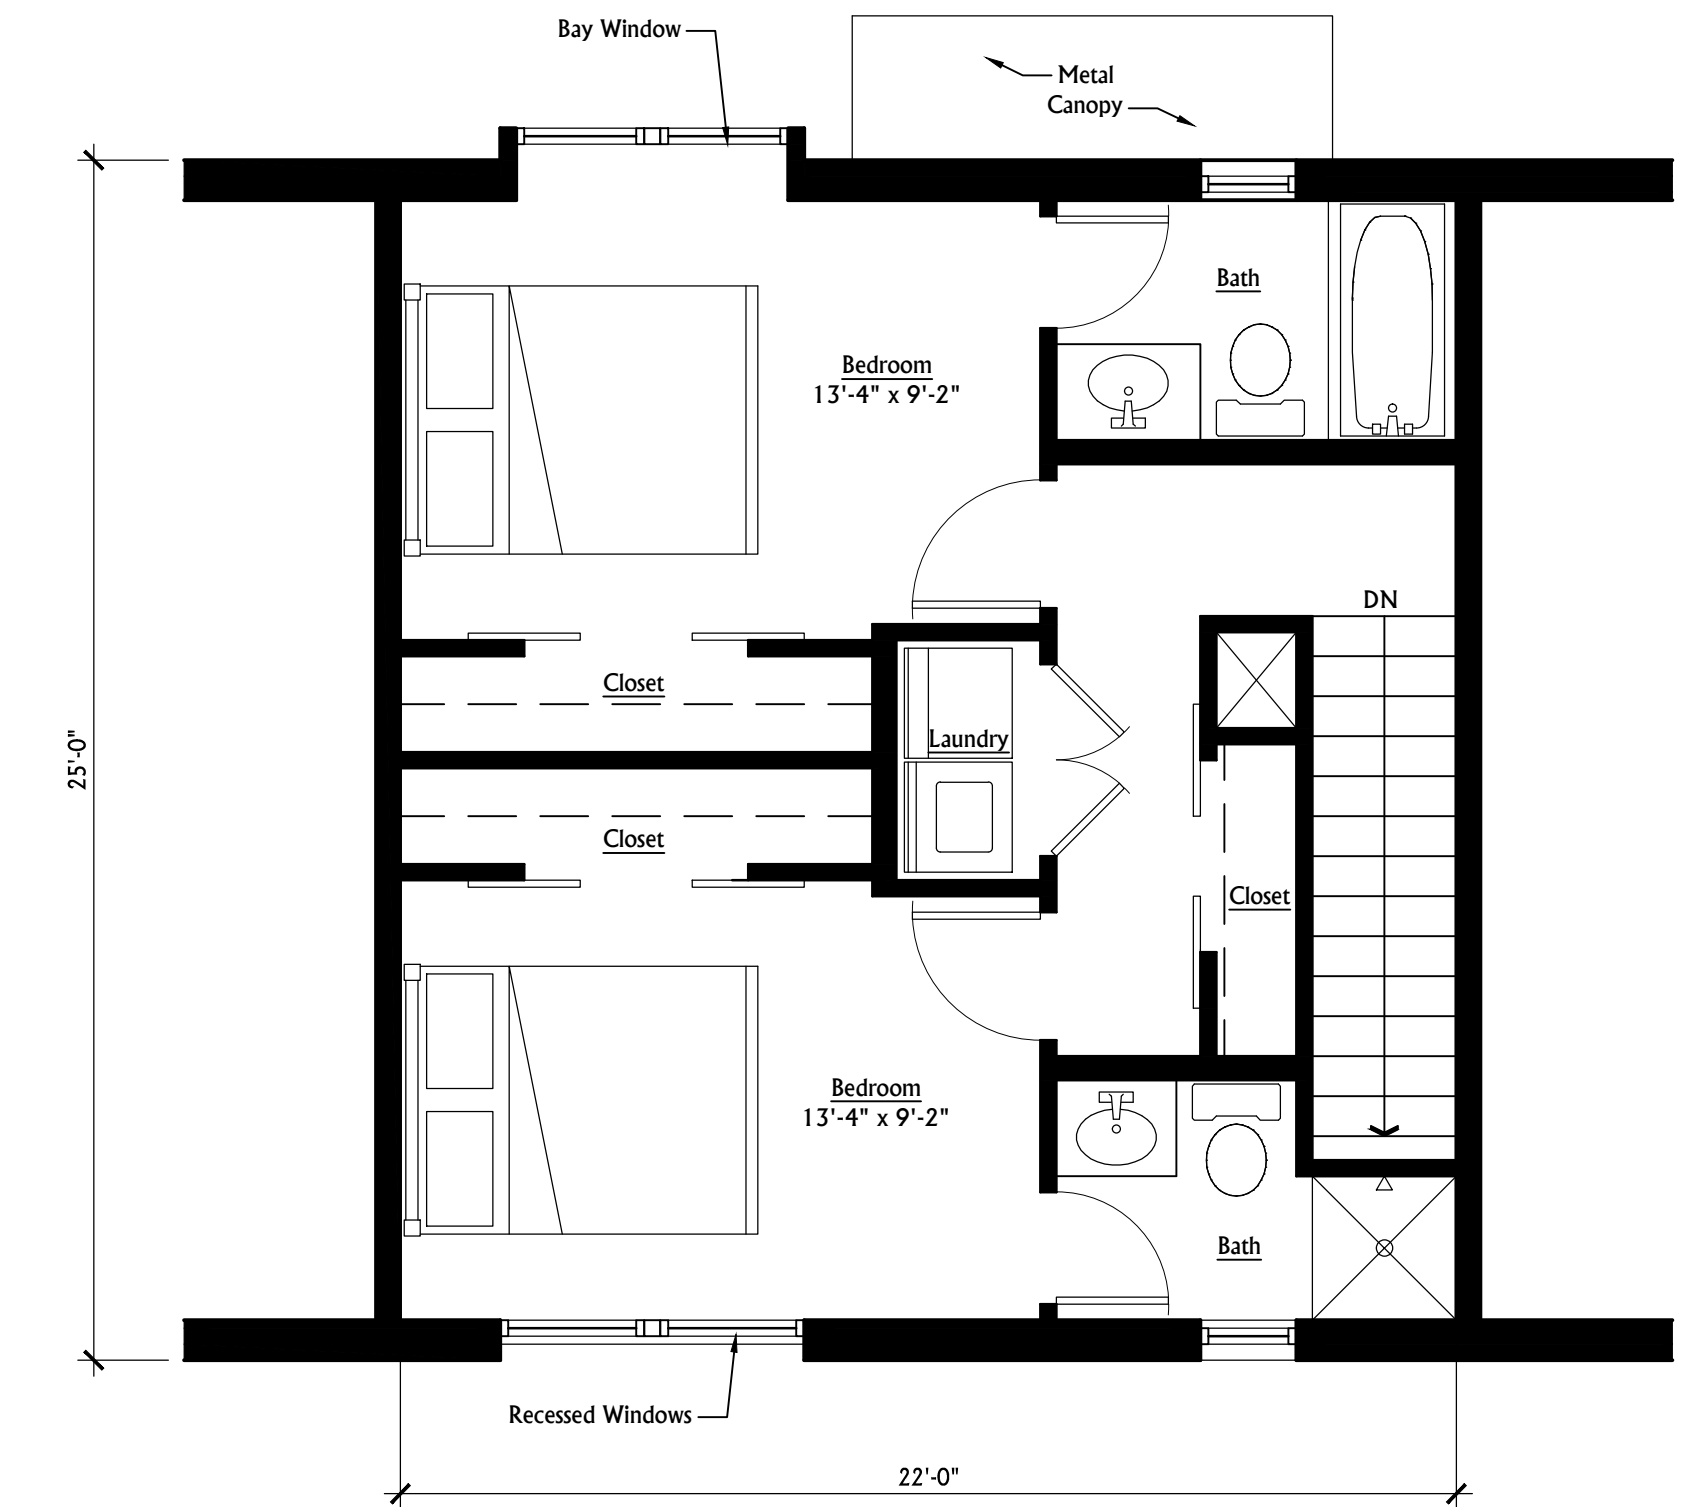 Bay Window
Metal
Canopy
Bath
Bedroom
13'-4" x 9'-2"
DN
Closet
Laundry
25'-0"
Closet
Closet
Bedroom
13'-4" x 9'-2"
Bath
Recessed Windows
22'-0"